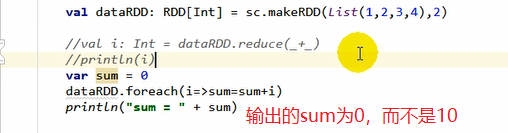 val dataRDD: RDD[Int] = sc.makeRDD(List(1,2,3,4),2)
//val i: Int = dataRDD.reduce(_+_)
//println(i)
var sum = 0
dataRDD.foreach(i=>sum=sum+i)
println("sum = " + sum)
输出的sum为0，而不是10